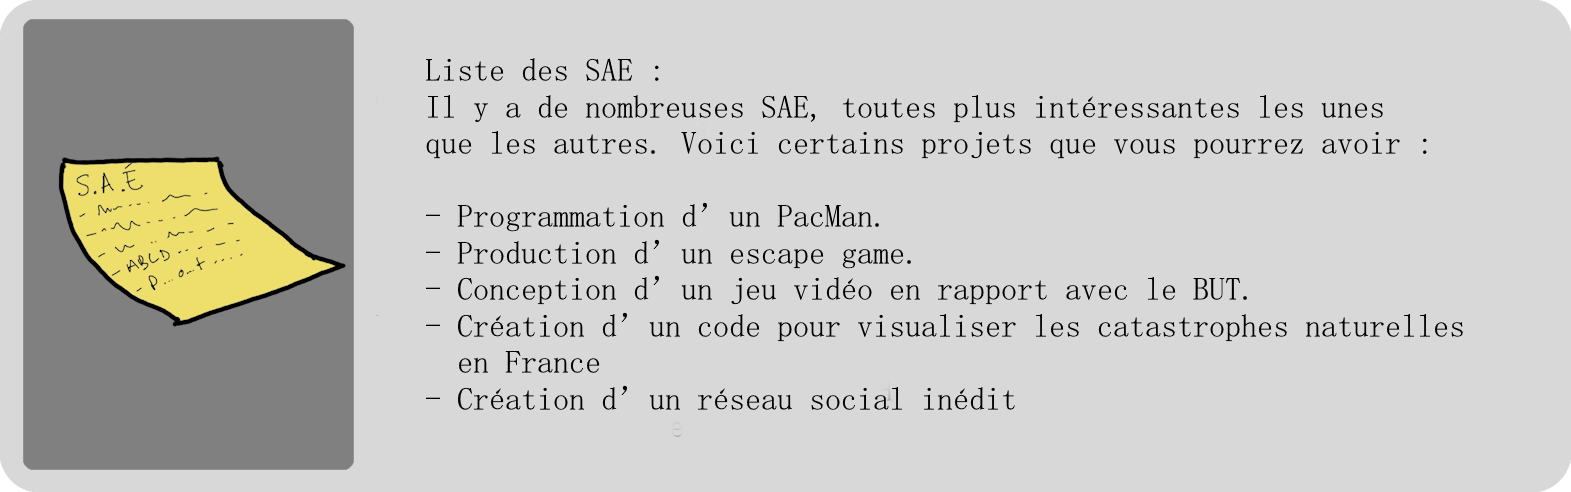 S.A.É
ABCD
Liste des SAE :
Il y a de nombreuses SAE, toutes plus intéressantes les unes
que les autres. Voici certains projets que vous pourrez avoir :
- Programmation d’un PacMan.
- Production d’un escape game.
- Conception d’un jeu vidéo en rapport avec le BUT.
- Création d’un code pour visualiser les catastrophes naturelles
en France
- Création d’un réseau social inédit